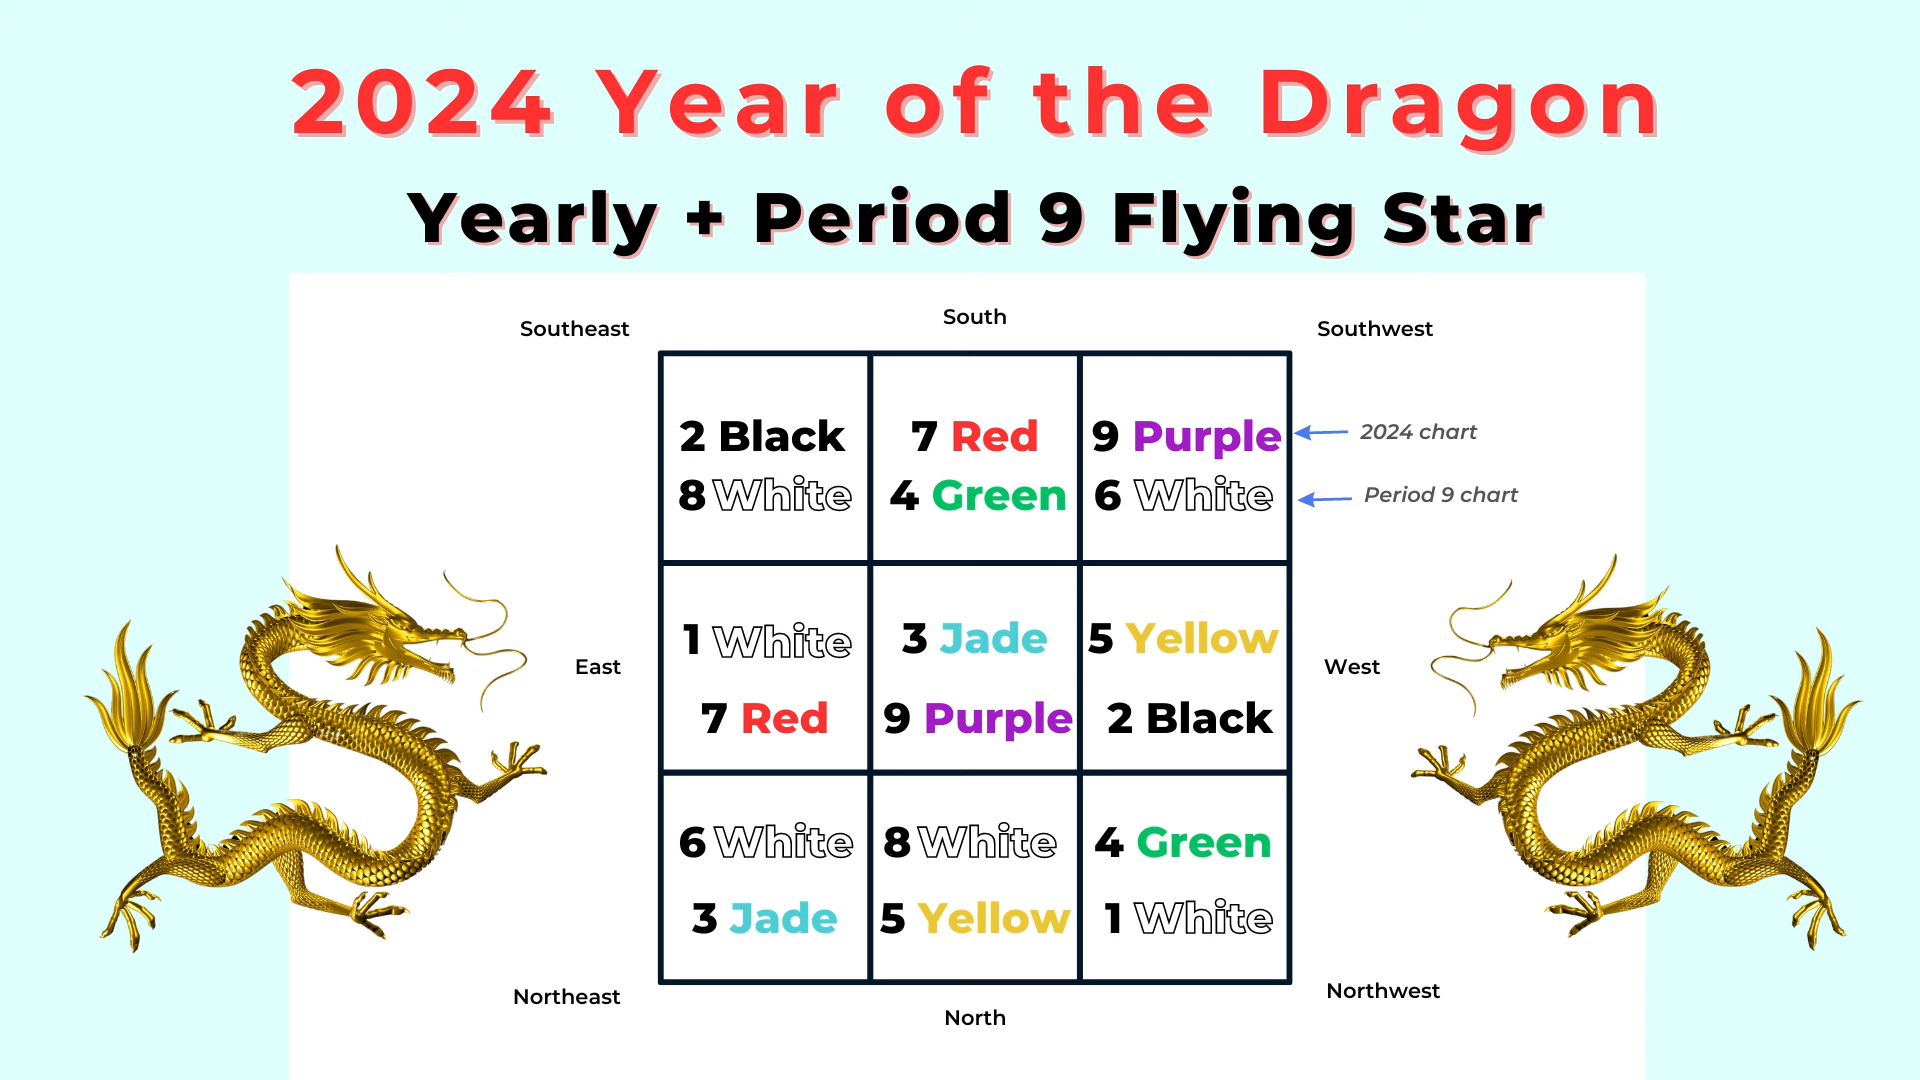 2024 Year of the Dragon
Yearly + Period 9 Flying Star
Southeast South Southwest
2 Black 7 Red 9 Purple 2024 chart
8 White 4 Green 6 White Period 9 chart
1 White 3 Jade 5 Yellow
East West
7 Red 9 Purple 2 Black
6 White 8 White 4 Green
3 Jade 5 Yellow 1 White
Northeast North Northwest